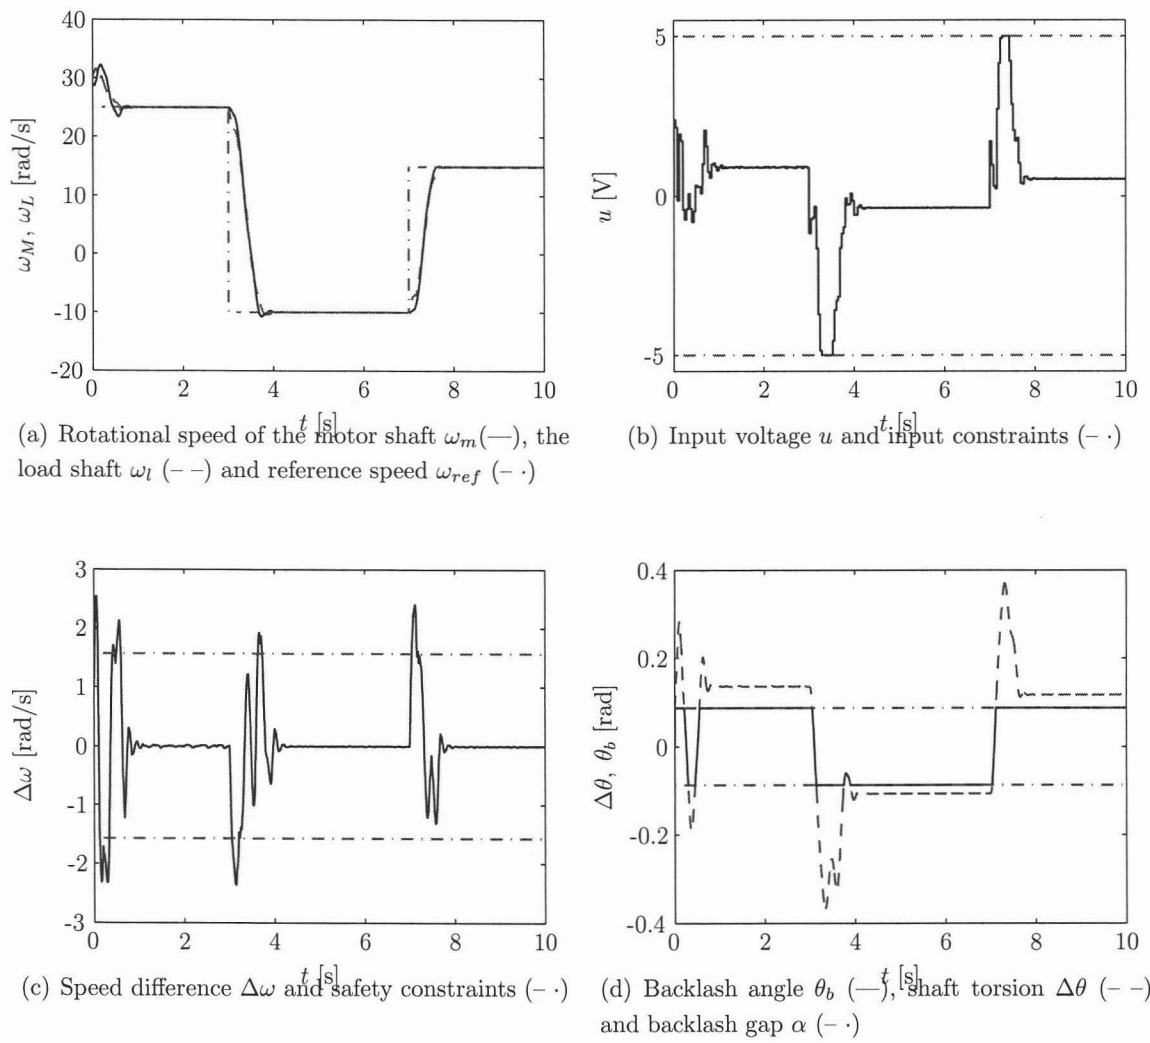 40
30
20
10
0
-10
-20
0 2 4 6 8 10
ω_M, ω_L [rad/s]
t [s]
(a) Rotational speed of the motor shaft ω_m(—), the
load shaft ω_l (– –) and reference speed ω_ref (– ·)
5
0
-5
0 2 4 6 8 10
u [V]
t [s]
(b) Input voltage u and input constraints (– ·)
3
2
1
0
-1
-2
-3
0 2 4 6 8 10
Δω [rad/s]
t [s]
(c) Speed difference Δω and safety constraints (– ·)
0.4
0.2
0
-0.2
-0.4
0 2 4 6 8 10
Δθ, θ_b [rad]
t [s]
(d) Backlash angle θ_b (—), shaft torsion Δθ (– –)
and backlash gap α (– ·)